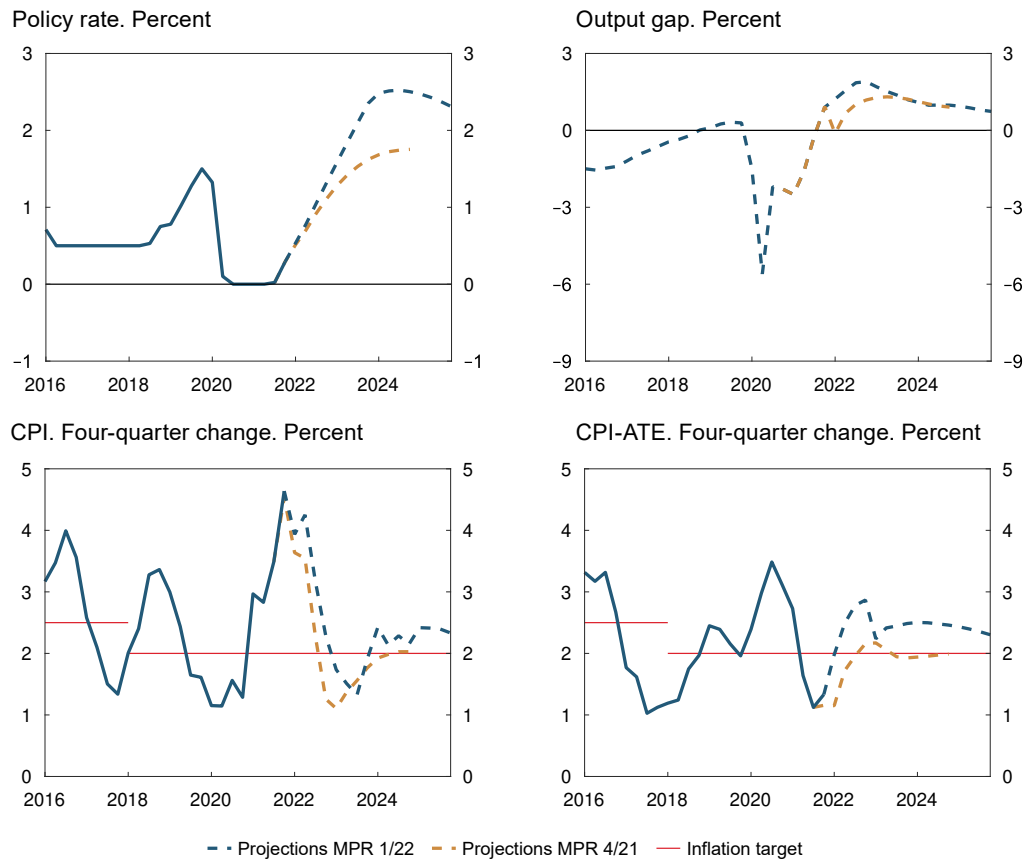 Policy rate. Percent
3 3
2 2
1 1
0 0
−1 −1
2016 2018 2020 2022 2024
Output gap. Percent
3 3
0 0
−3 −3
−6 −6
−9 −9
2016 2018 2020 2022 2024
CPI. Four-quarter change. Percent
5 5
4 4
3 3
2 2
1 1
0 0
2016 2018 2020 2022 2024
CPI-ATE. Four-quarter change. Percent
5 5
4 4
3 3
2 2
1 1
0 0
2016 2018 2020 2022 2024
Projections MPR 1/22 Projections MPR 4/21 Inflation target